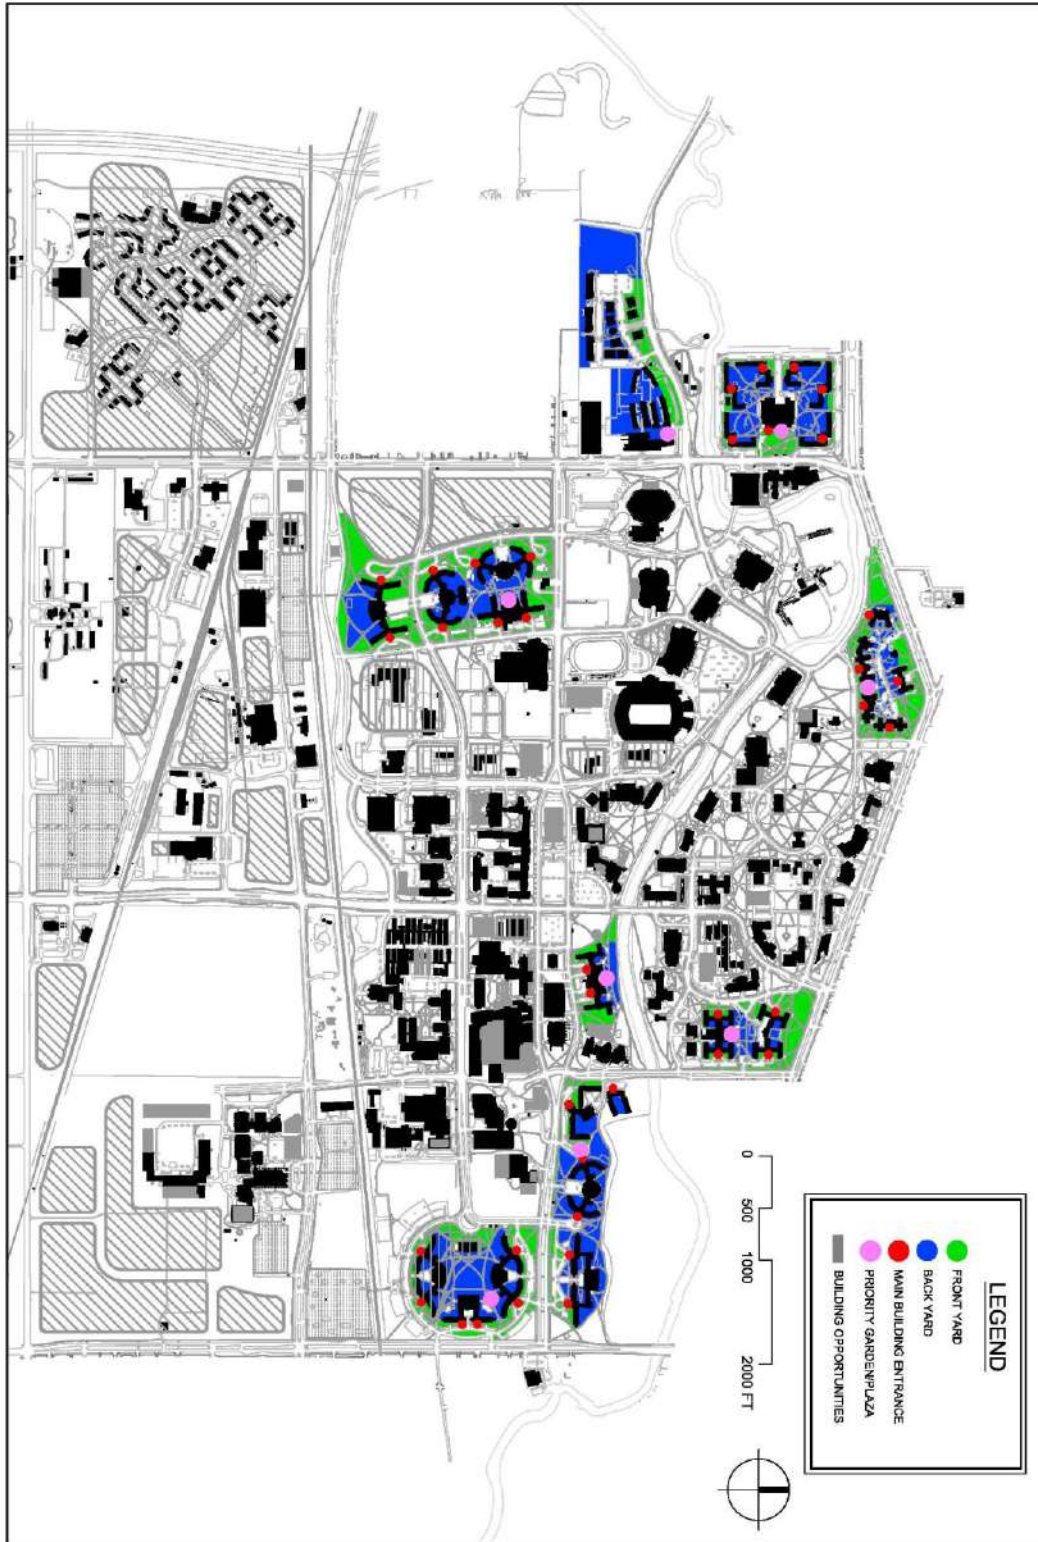 LEGEND
FRONT YARD
BACK YARD
MAIN BUILDING ENTRANCE
PRIORITY GARDEN/PLAZA
BUILDING OPPORTUNITIES
0
500
1000
2000 FT